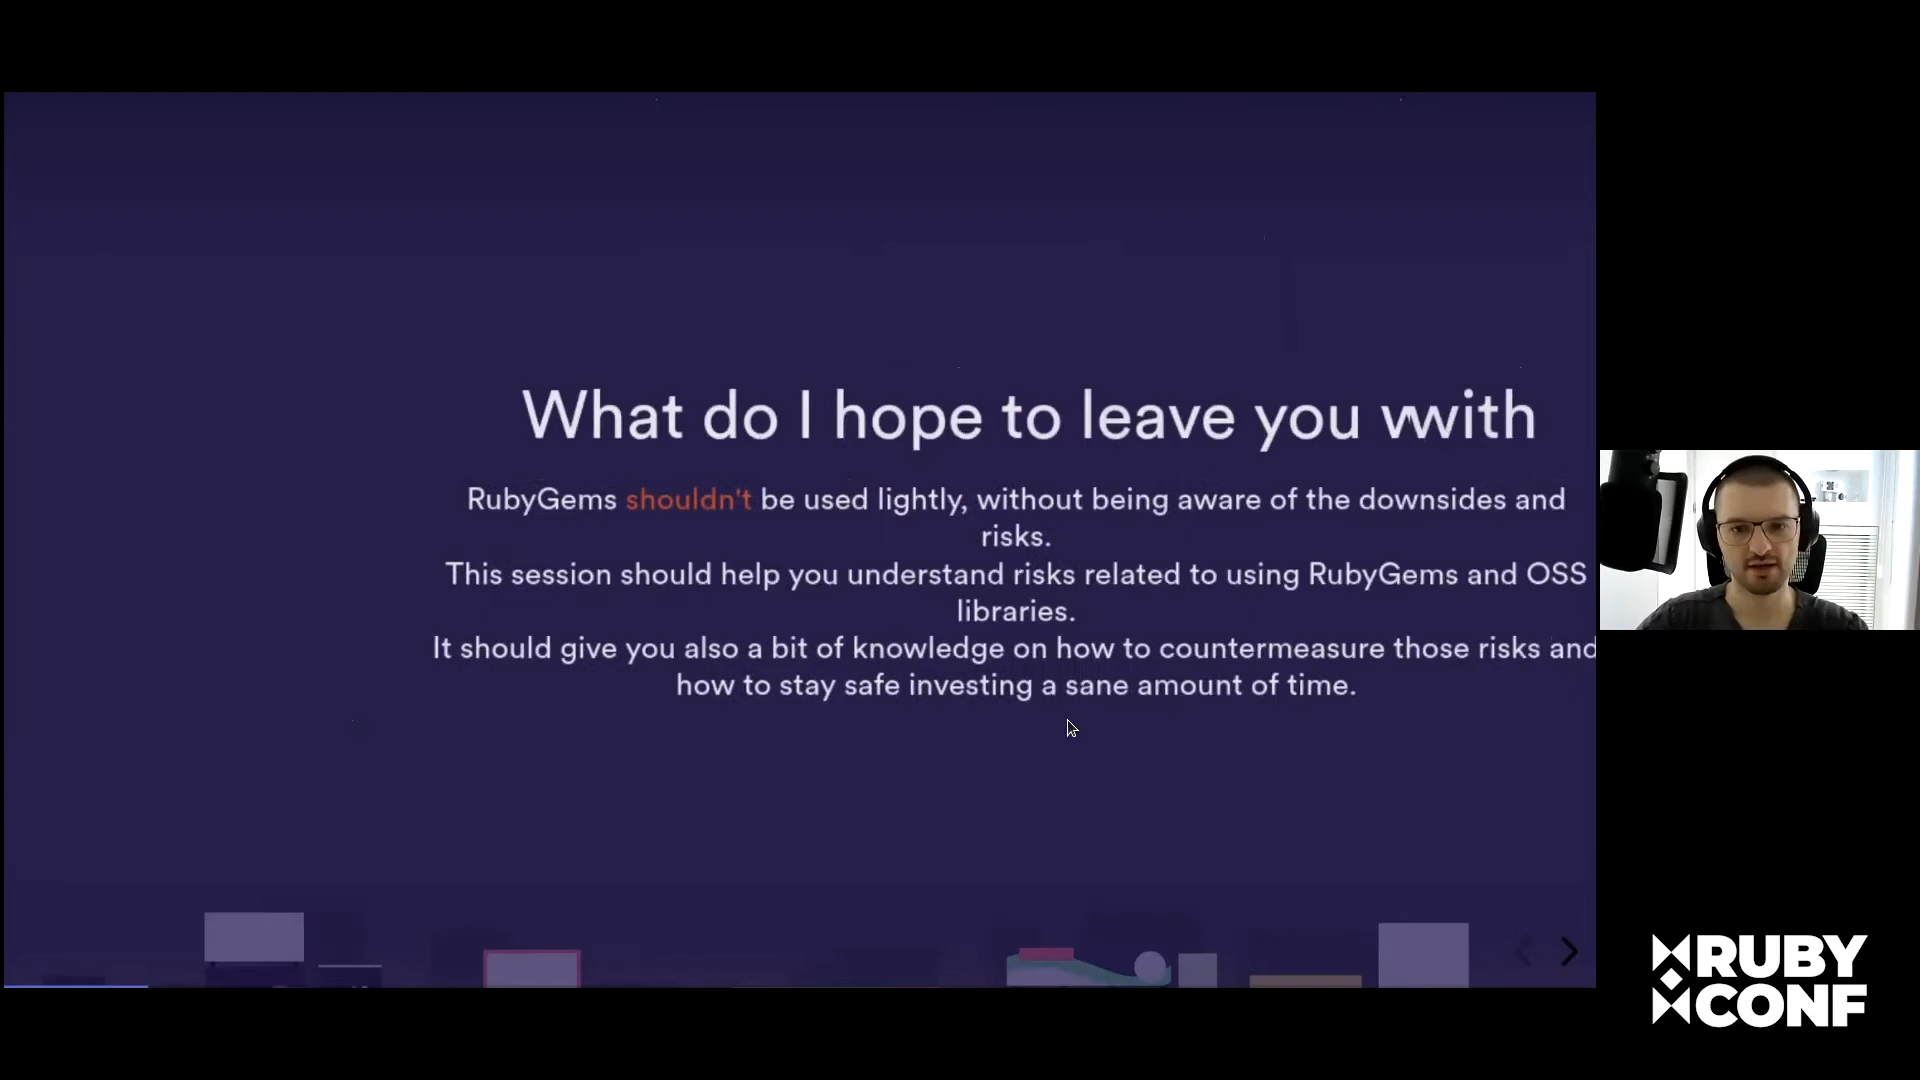 What do I hope to leave you with
RubyGems shouldn't be used lightly, without being aware of the downsides and
risks.
This session should help you understand risks related to using RubyGems and OSS
libraries.
It should give you also a bit of knowledge on how to countermeasure those risks and
how to stay safe investing a sane amount of time.
RUBY
CONF